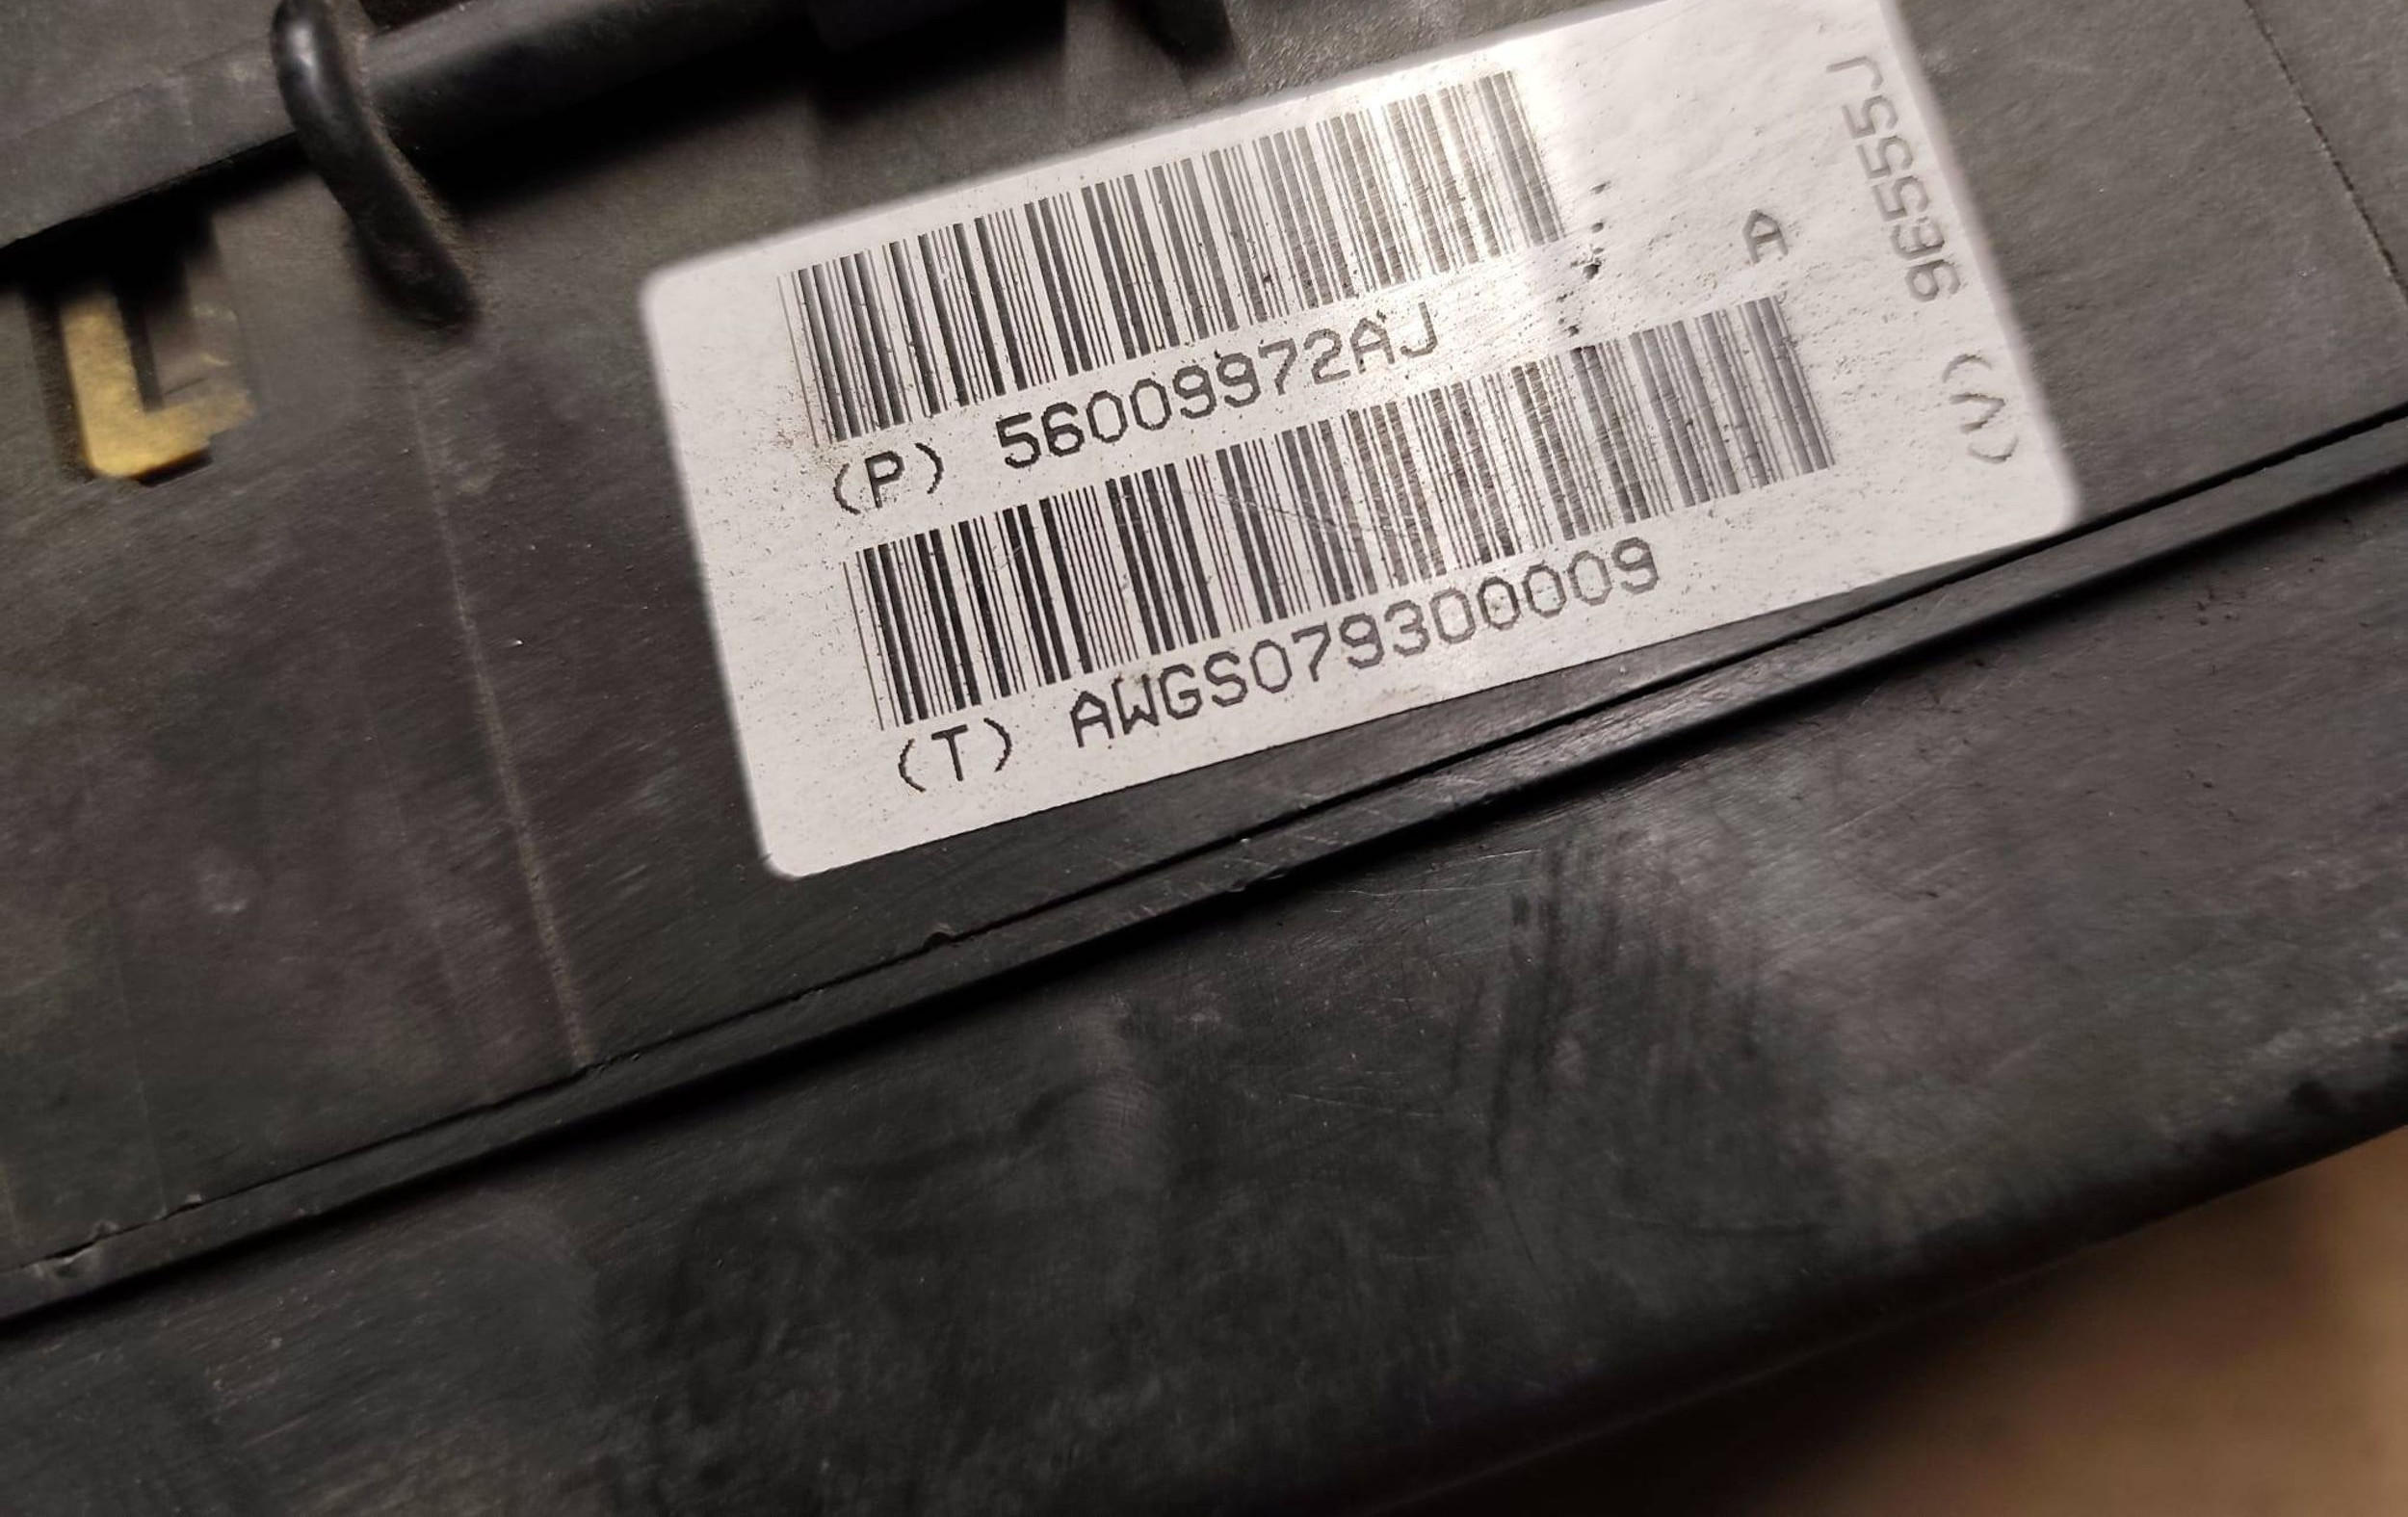 (P) 56009972AJ
A
(T) AWGS079300009
(V) 96555J